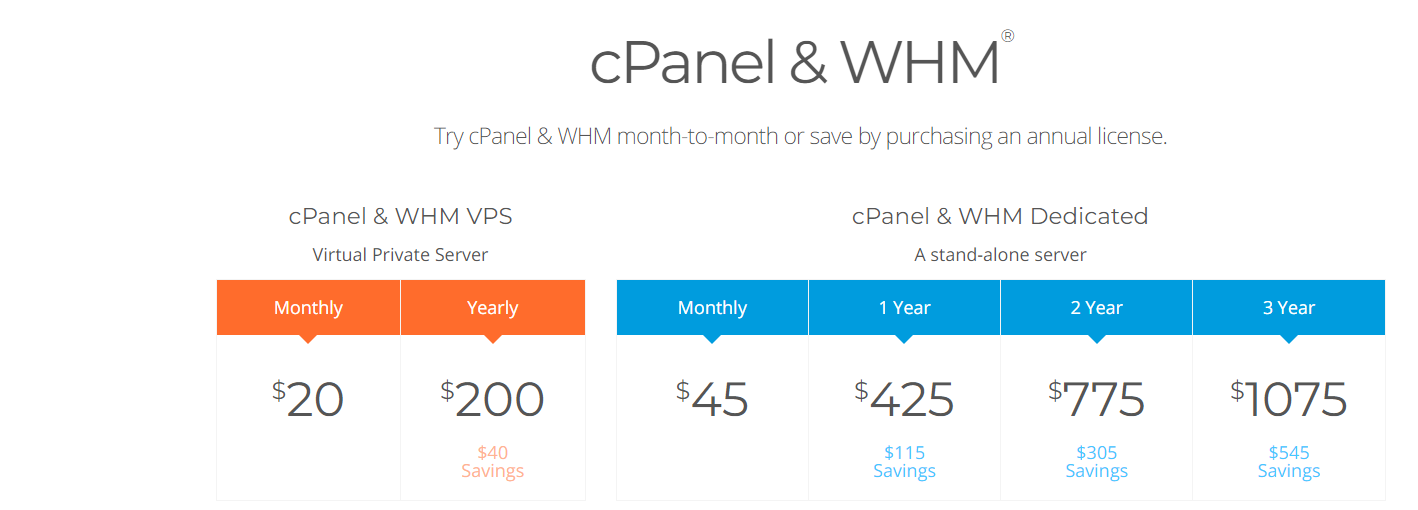 cPanel & WHM®
Try cPanel & WHM month-to-month or save by purchasing an annual license.
cPanel & WHM VPS
Virtual Private Server
Monthly
Yearly
$20
$200
$40
Savings
cPanel & WHM Dedicated
A stand-alone server
Monthly
1 Year
2 Year
3 Year
$45
$425
$775
$1075
$115
Savings
$305
Savings
$545
Savings